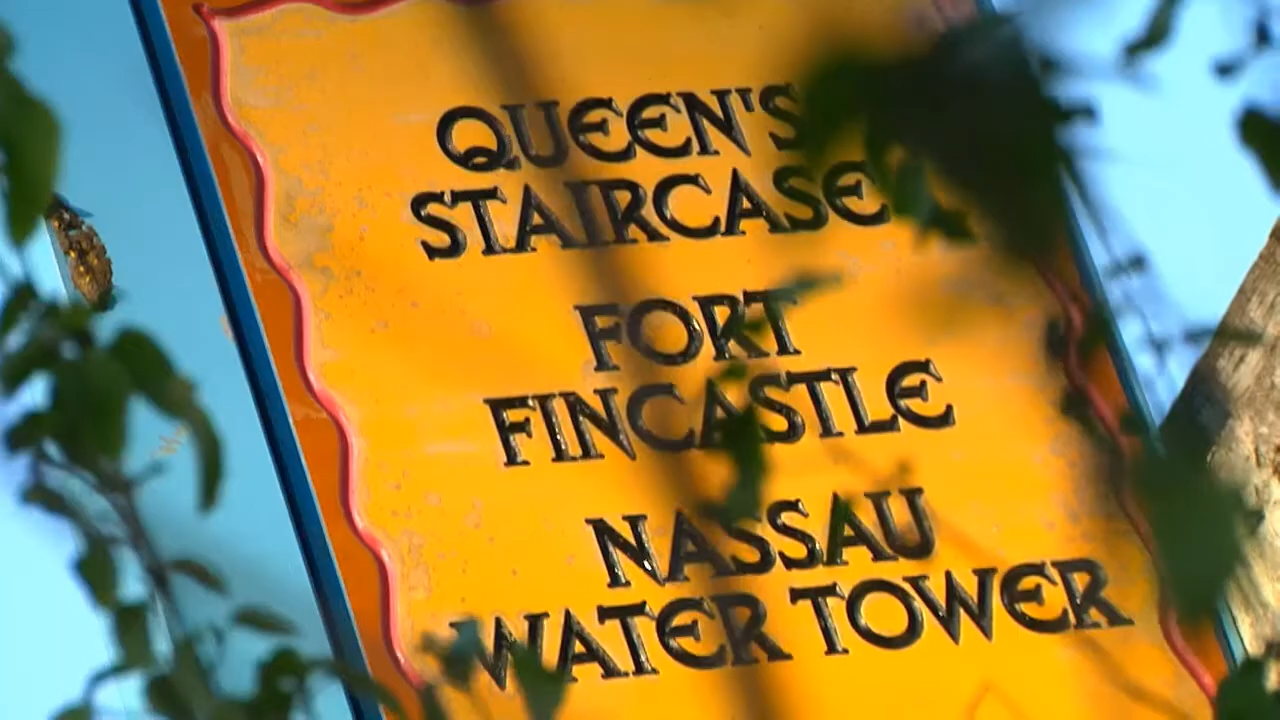 QUEEN'S
STAIRCASE
FORT
FINCASTLE
NASSAU
WATER TOWER